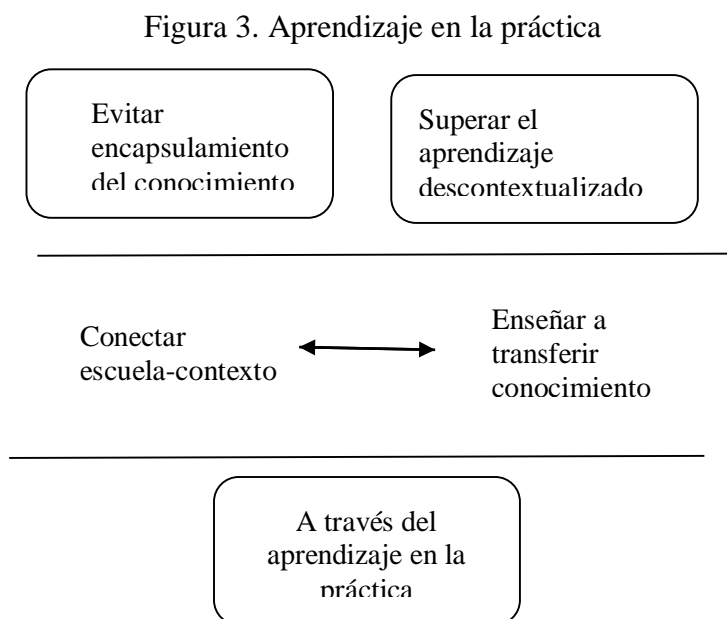 Figura 3. Aprendizaje en la práctica
Evitar
encapsulamiento
del conocimiento
Superar el
aprendizaje
descontextualizado
Conectar
escuela-contexto
Enseñar a
transferir
conocimiento
A través del
aprendizaje en la
práctica